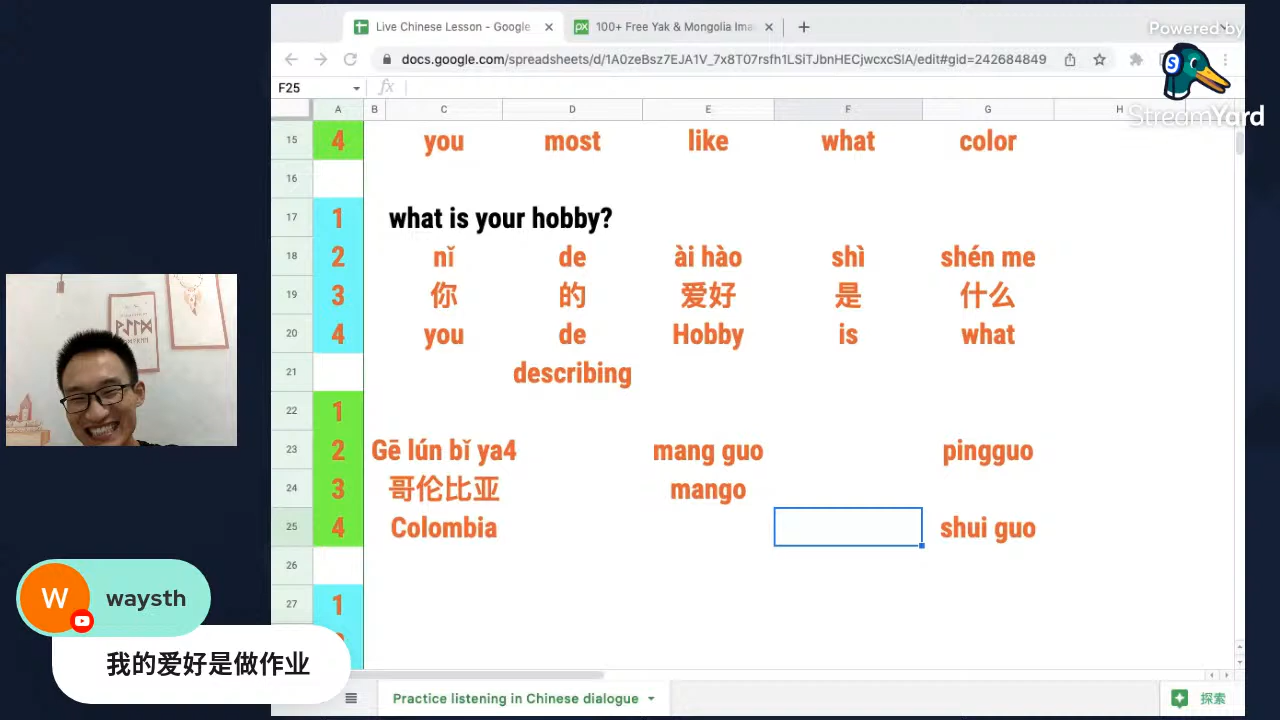 Live Chinese Lesson - Google
100+ Free Yak & Mongolia Ima
Powered by
StreamYard
docs.google.com/spreadsheets/d/1A0zeBsz7EJA1V_7x8T07rsfh1LSiTJbnHECjwcxcSIA/edit#gid=242684849
F25
fx
A B C D E F G H
15 4 you most like what color
16
17 1 what is your hobby?
18 2 nǐ de ài hào shì shén me
19 3 你 的 爱好 是 什么
20 4 you de Hobby is what
21 describing
22 1
23 2 Gē lún bǐ ya4 mang guo pingguo
24 3 哥伦比亚 mango
25 4 Colombia shui guo
26
27 1
W waysth
我的爱好是做作业
Practice listening in Chinese dialogue
探索